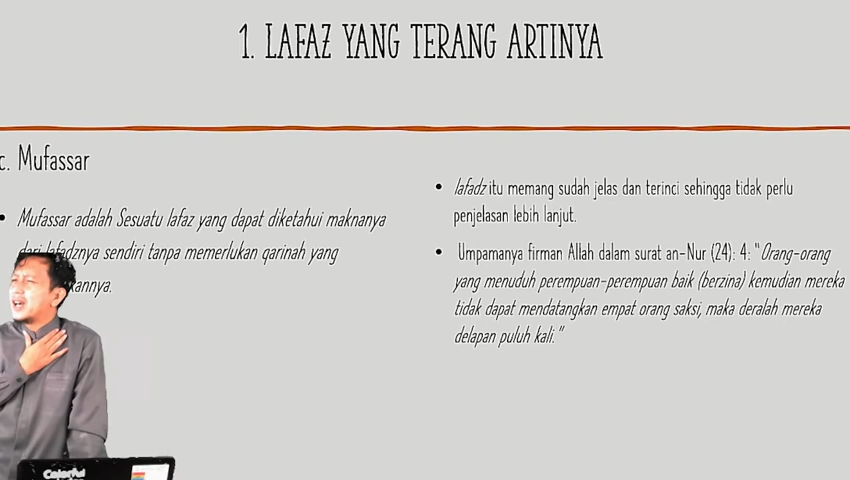 1. LAFAZ YANG TERANG ARTINYA
c. Mufassar
• Mufassar adalah Sesuatu lafaz yang dapat diketahui maknanya
dari lafadznya sendiri tanpa memerlukan qarinah yang
kannya.
• lafadz itu memang sudah jelas dan terinci sehingga tidak perlu
penjelasan lebih lanjut.
• Umpamanya firman Allah dalam surat an-Nur (24): 4: "Orang-orang
yang menuduh perempuan-perempuan baik (berzina) kemudian mereka
tidak dapat mendatangkan empat orang saksi, maka deralah mereka
delapan puluh kali."
Colorful